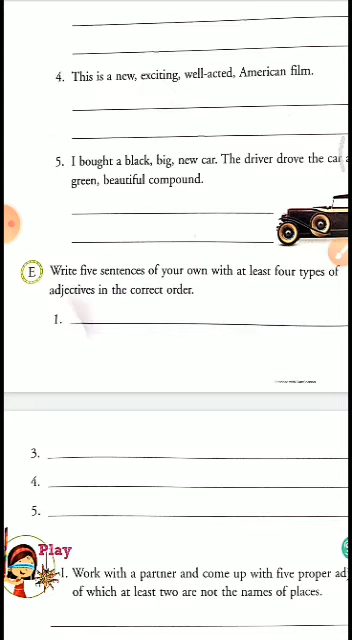 4. This is a new, exciting, well-acted, American film.
5. I bought a black, big, new car. The driver drove the car
green, beautiful compound.
E Write five sentences of your own with at least four types of
adjectives in the correct order.
1.
3.
4.
5.
Play
1. Work with a partner and come up with five proper ad
of which at least two are not the names of places.